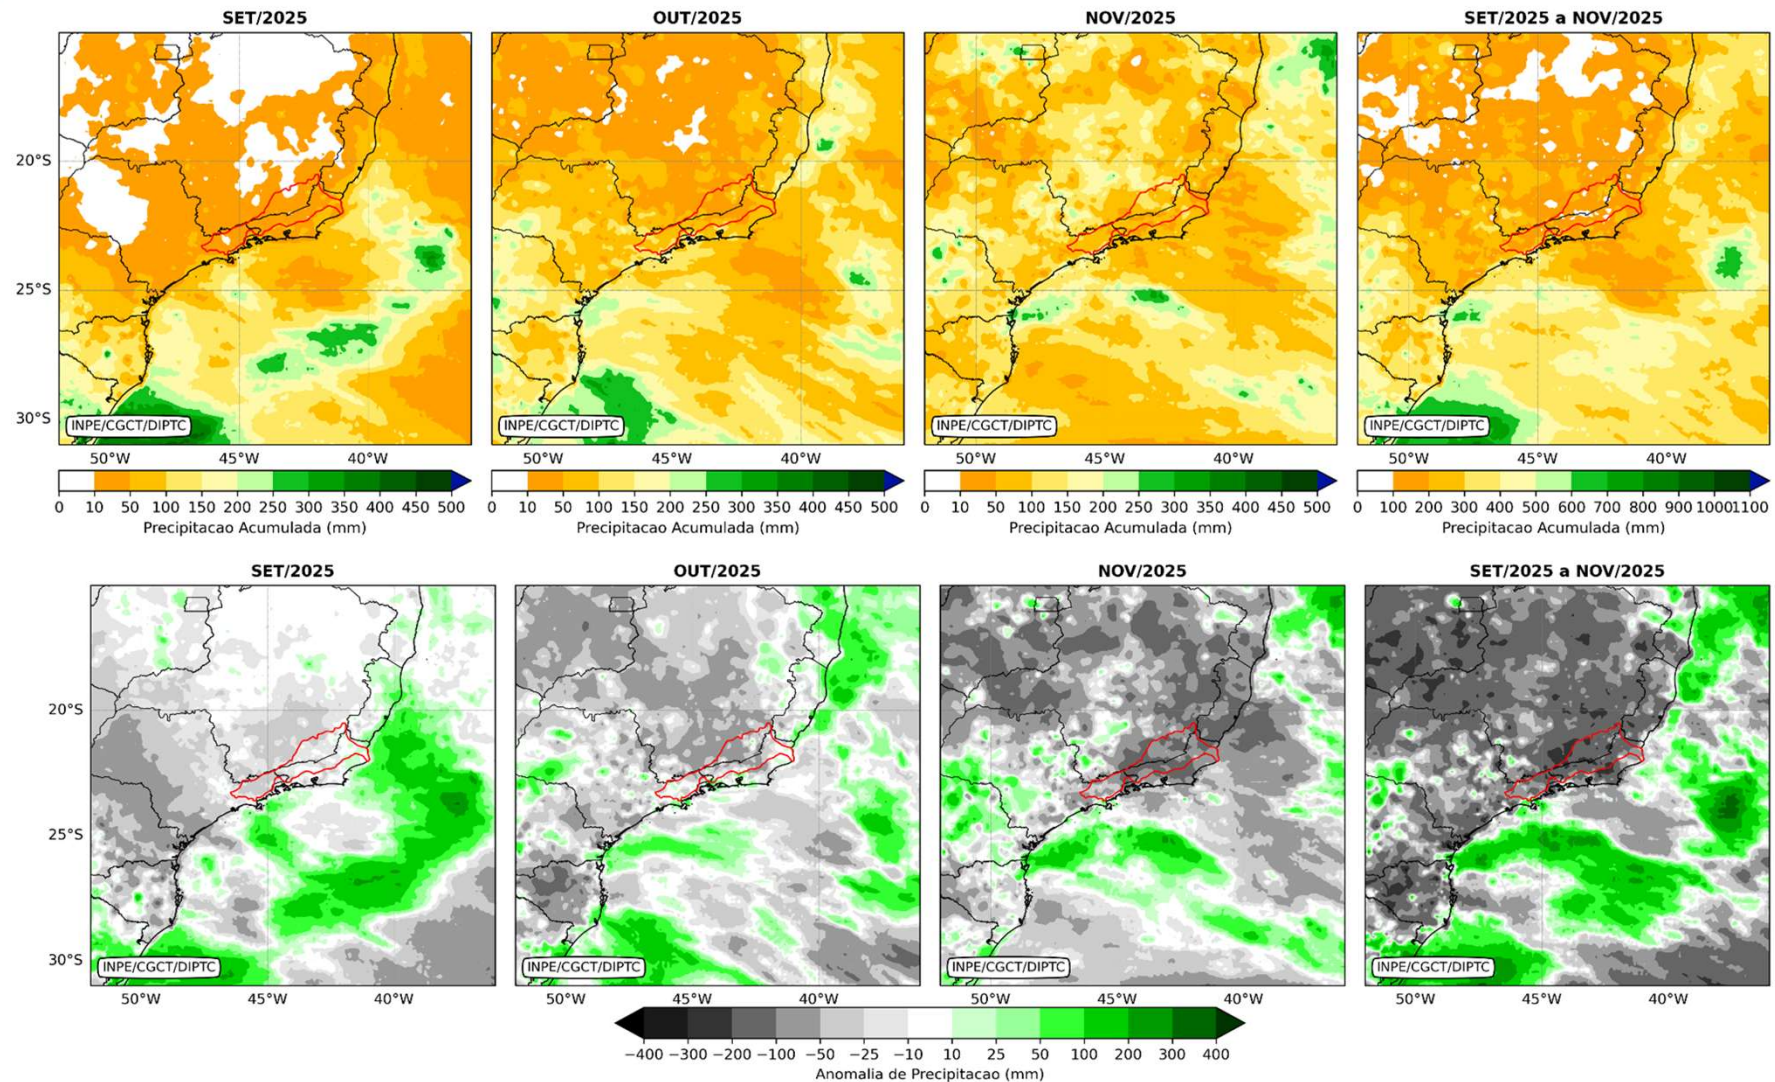 SET/2025 OUT/2025 NOV/2025 SET/2025 a NOV/2025
20°S
25°S
30°S
INPE/CGCT/DIPTC INPE/CGCT/DIPTC INPE/CGCT/DIPTC INPE/CGCT/DIPTC
50°W 45°W 40°W 50°W 45°W 40°W 50°W 45°W 40°W 50°W 45°W 40°W
0 10 50 100 150 200 250 300 350 400 450 500 0 10 50 100 150 200 250 300 350 400 450 500 0 10 50 100 150 200 250 300 350 400 450 500 0 100 200 300 400 500 600 700 800 900 1000 1100
Precipitacao Acumulada (mm) Precipitacao Acumulada (mm) Precipitacao Acumulada (mm) Precipitacao Acumulada (mm)
SET/2025 OUT/2025 NOV/2025 SET/2025 a NOV/2025
20°S
25°S
30°S
INPE/CGCT/DIPTC INPE/CGCT/DIPTC INPE/CGCT/DIPTC INPE/CGCT/DIPTC
50°W 45°W 40°W 50°W 45°W 40°W 50°W 45°W 40°W 50°W 45°W 40°W
−400 −300 −200 −100 −50 −25 −10 10 25 50 100 200 300 400
Anomalia de Precipitacao (mm)